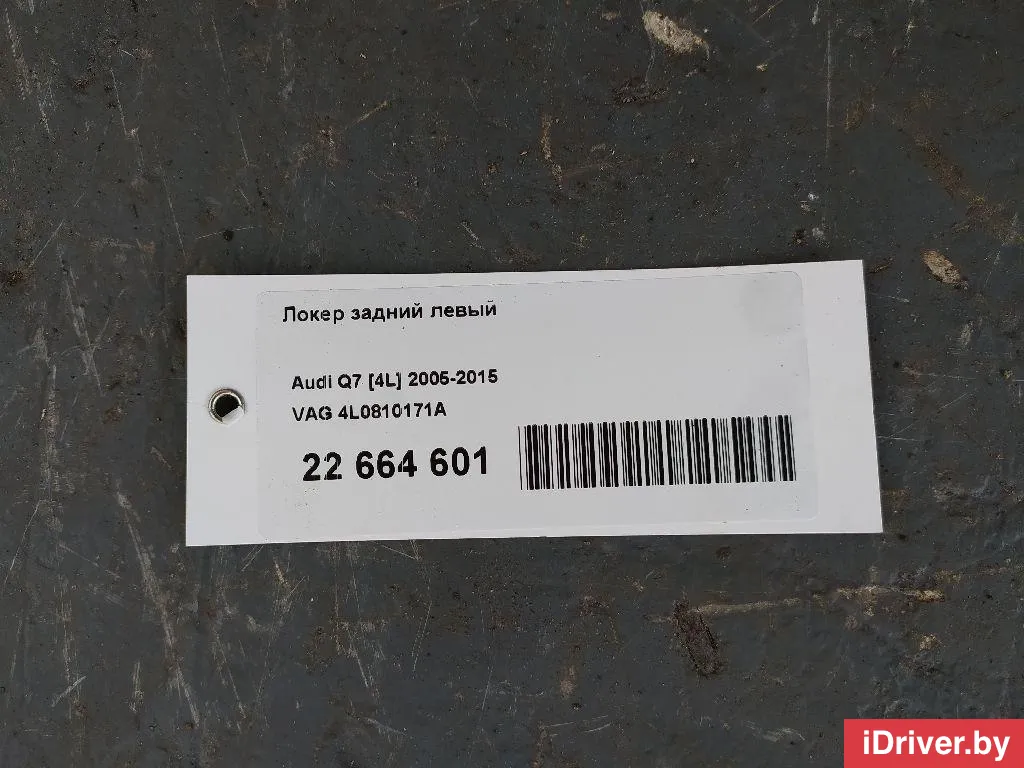 Локер задний левый
Audi Q7 [4L] 2005-2015
VAG 4L0810171A
22 664 601
iDriver.by